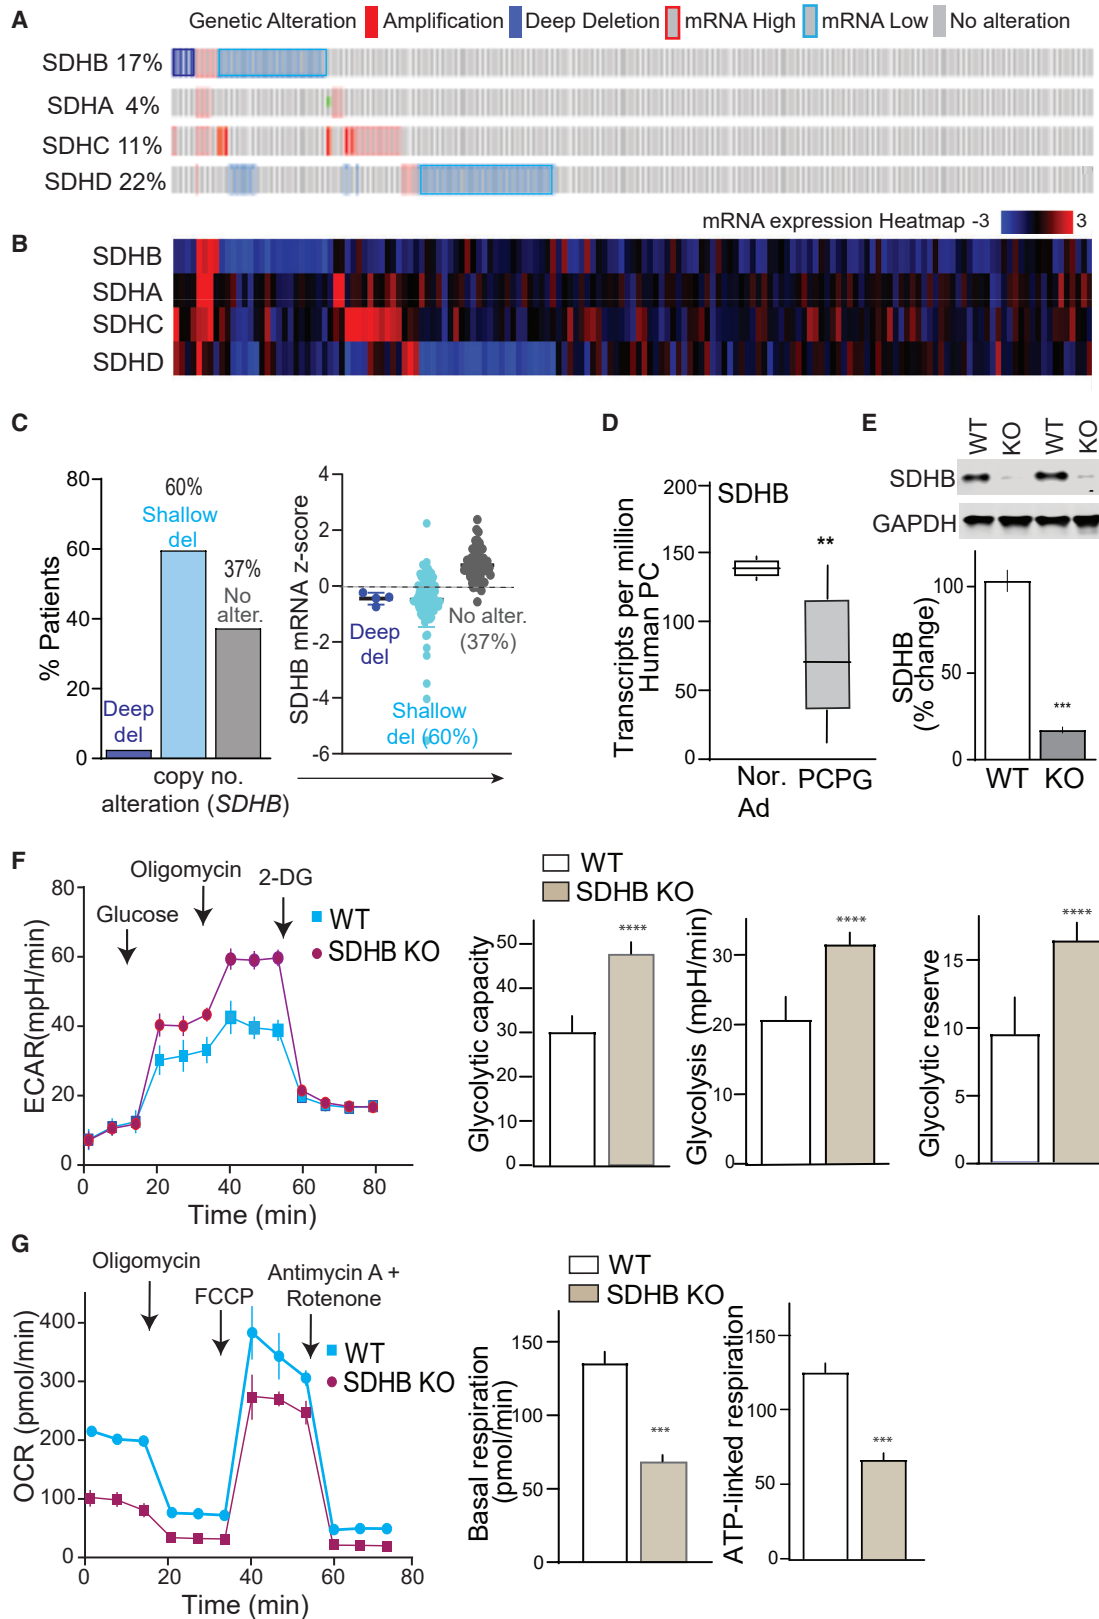 A
Genetic Alteration Amplification Deep Deletion mRNA High mRNA Low No alteration
SDHB 17%
SDHA 4%
SDHC 11%
SDHD 22%
mRNA expression Heatmap -3 3
B
SDHB
SDHA
SDHC
SDHD
C
% Patients
80
60
40
20
0
60%
Shallow
del
37%
No
alter.
Deep
del
copy no.
alteration (SDHB)
SDHB mRNA z-score
4
2
0
-2
-4
-6
Deep
del
No alter.
(37%)
Shallow
del (60%)
D
Transcripts per million
Human PC
200
150
100
50
0
SDHB
**
Nor.
Ad
PCPG
E
WT KO WT KO
SDHB
GAPDH
SDHB
(% change)
100
50
0
***
WT KO
F
ECAR(mpH/min)
80
60
40
20
0
Glucose
Oligomycin
2-DG
WT
SDHB KO
0 20 40 60 80
Time (min)
WT
SDHB KO
Glycolytic capacity
50
40
30
20
10
0
****
Glycolysis (mpH/min)
30
20
10
0
****
Glycolytic reserve
15
10
5
0
****
G
OCR (pmol/min)
400
300
200
100
0
Oligomycin
FCCP
Antimycin A +
Rotenone
WT
SDHB KO
0 20 40 60 80
Time (min)
WT
SDHB KO
Basal respiration
(pmol/min)
150
100
50
0
***
ATP-linked respiration
150
100
50
0
***